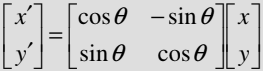 [x′ y′] = [cos θ −sin θ sin θ cos θ] [x y]